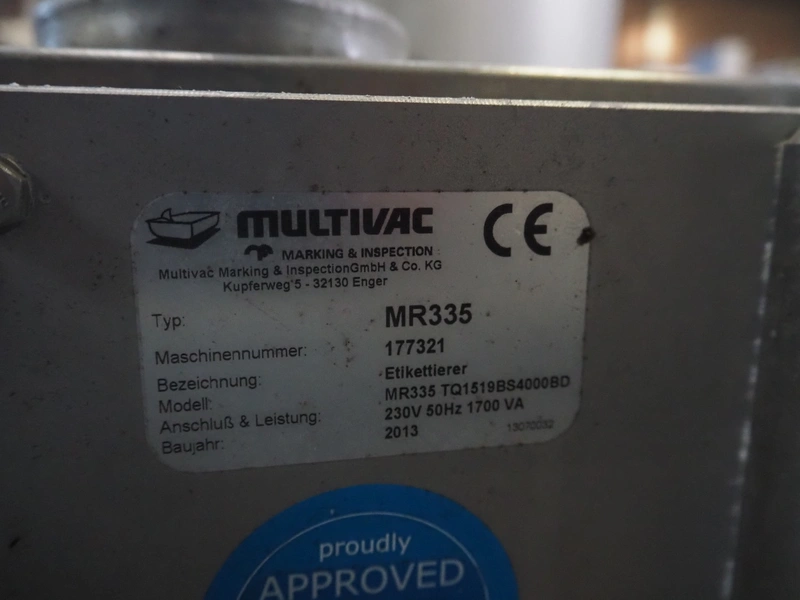 MULTIVAC
MARKING & INSPECTION
Multivac Marking & InspectionGmbH & Co. KG
Kupferweg 5 - 32130 Enger
CE
Typ: MR335
Maschinennummer: 177321
Bezeichnung: Etikettierer
Modell: MR335 TQ1519BS4000BD
Anschluß & Leistung: 230V 50Hz 1700 VA
Baujahr: 2013
13070032
proudly
APPROVED